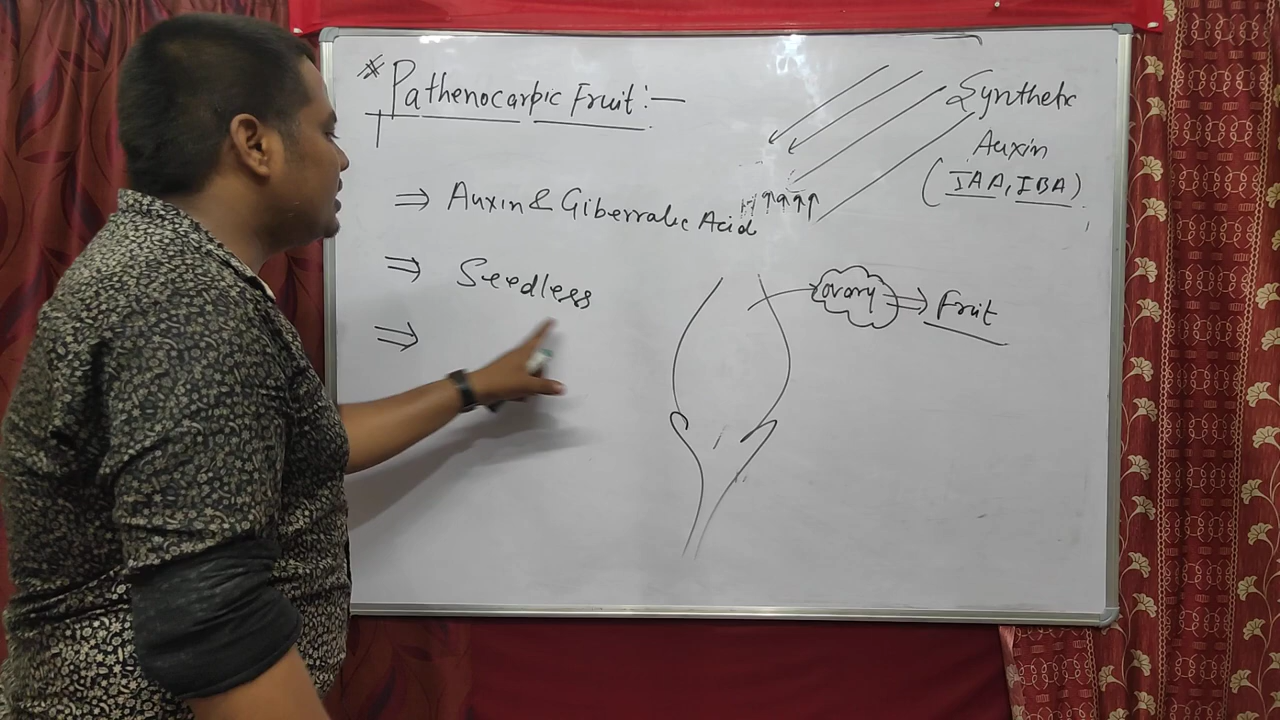 * Pathenocarpic Fruit :-
⇒ Auxin & Giberralic Acid
⇒ Seedless
⇒
Synthetic
Auxin
(IAA, IBA)
ovary ⇒ Fruit